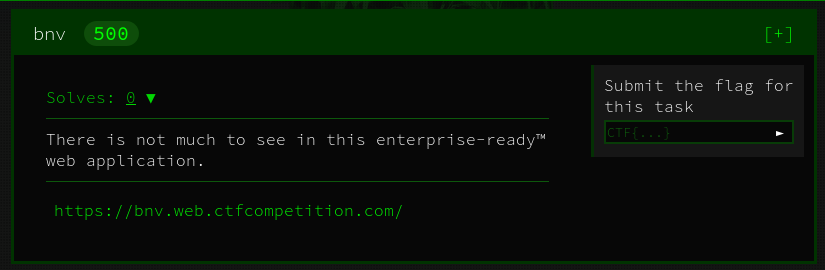 bnv 500 [+]
Solves: 0 ▼
There is not much to see in this enterprise-ready™
web application.
https://bnv.web.ctfcompetition.com/
Submit the flag for
this task
CTF{...} ►